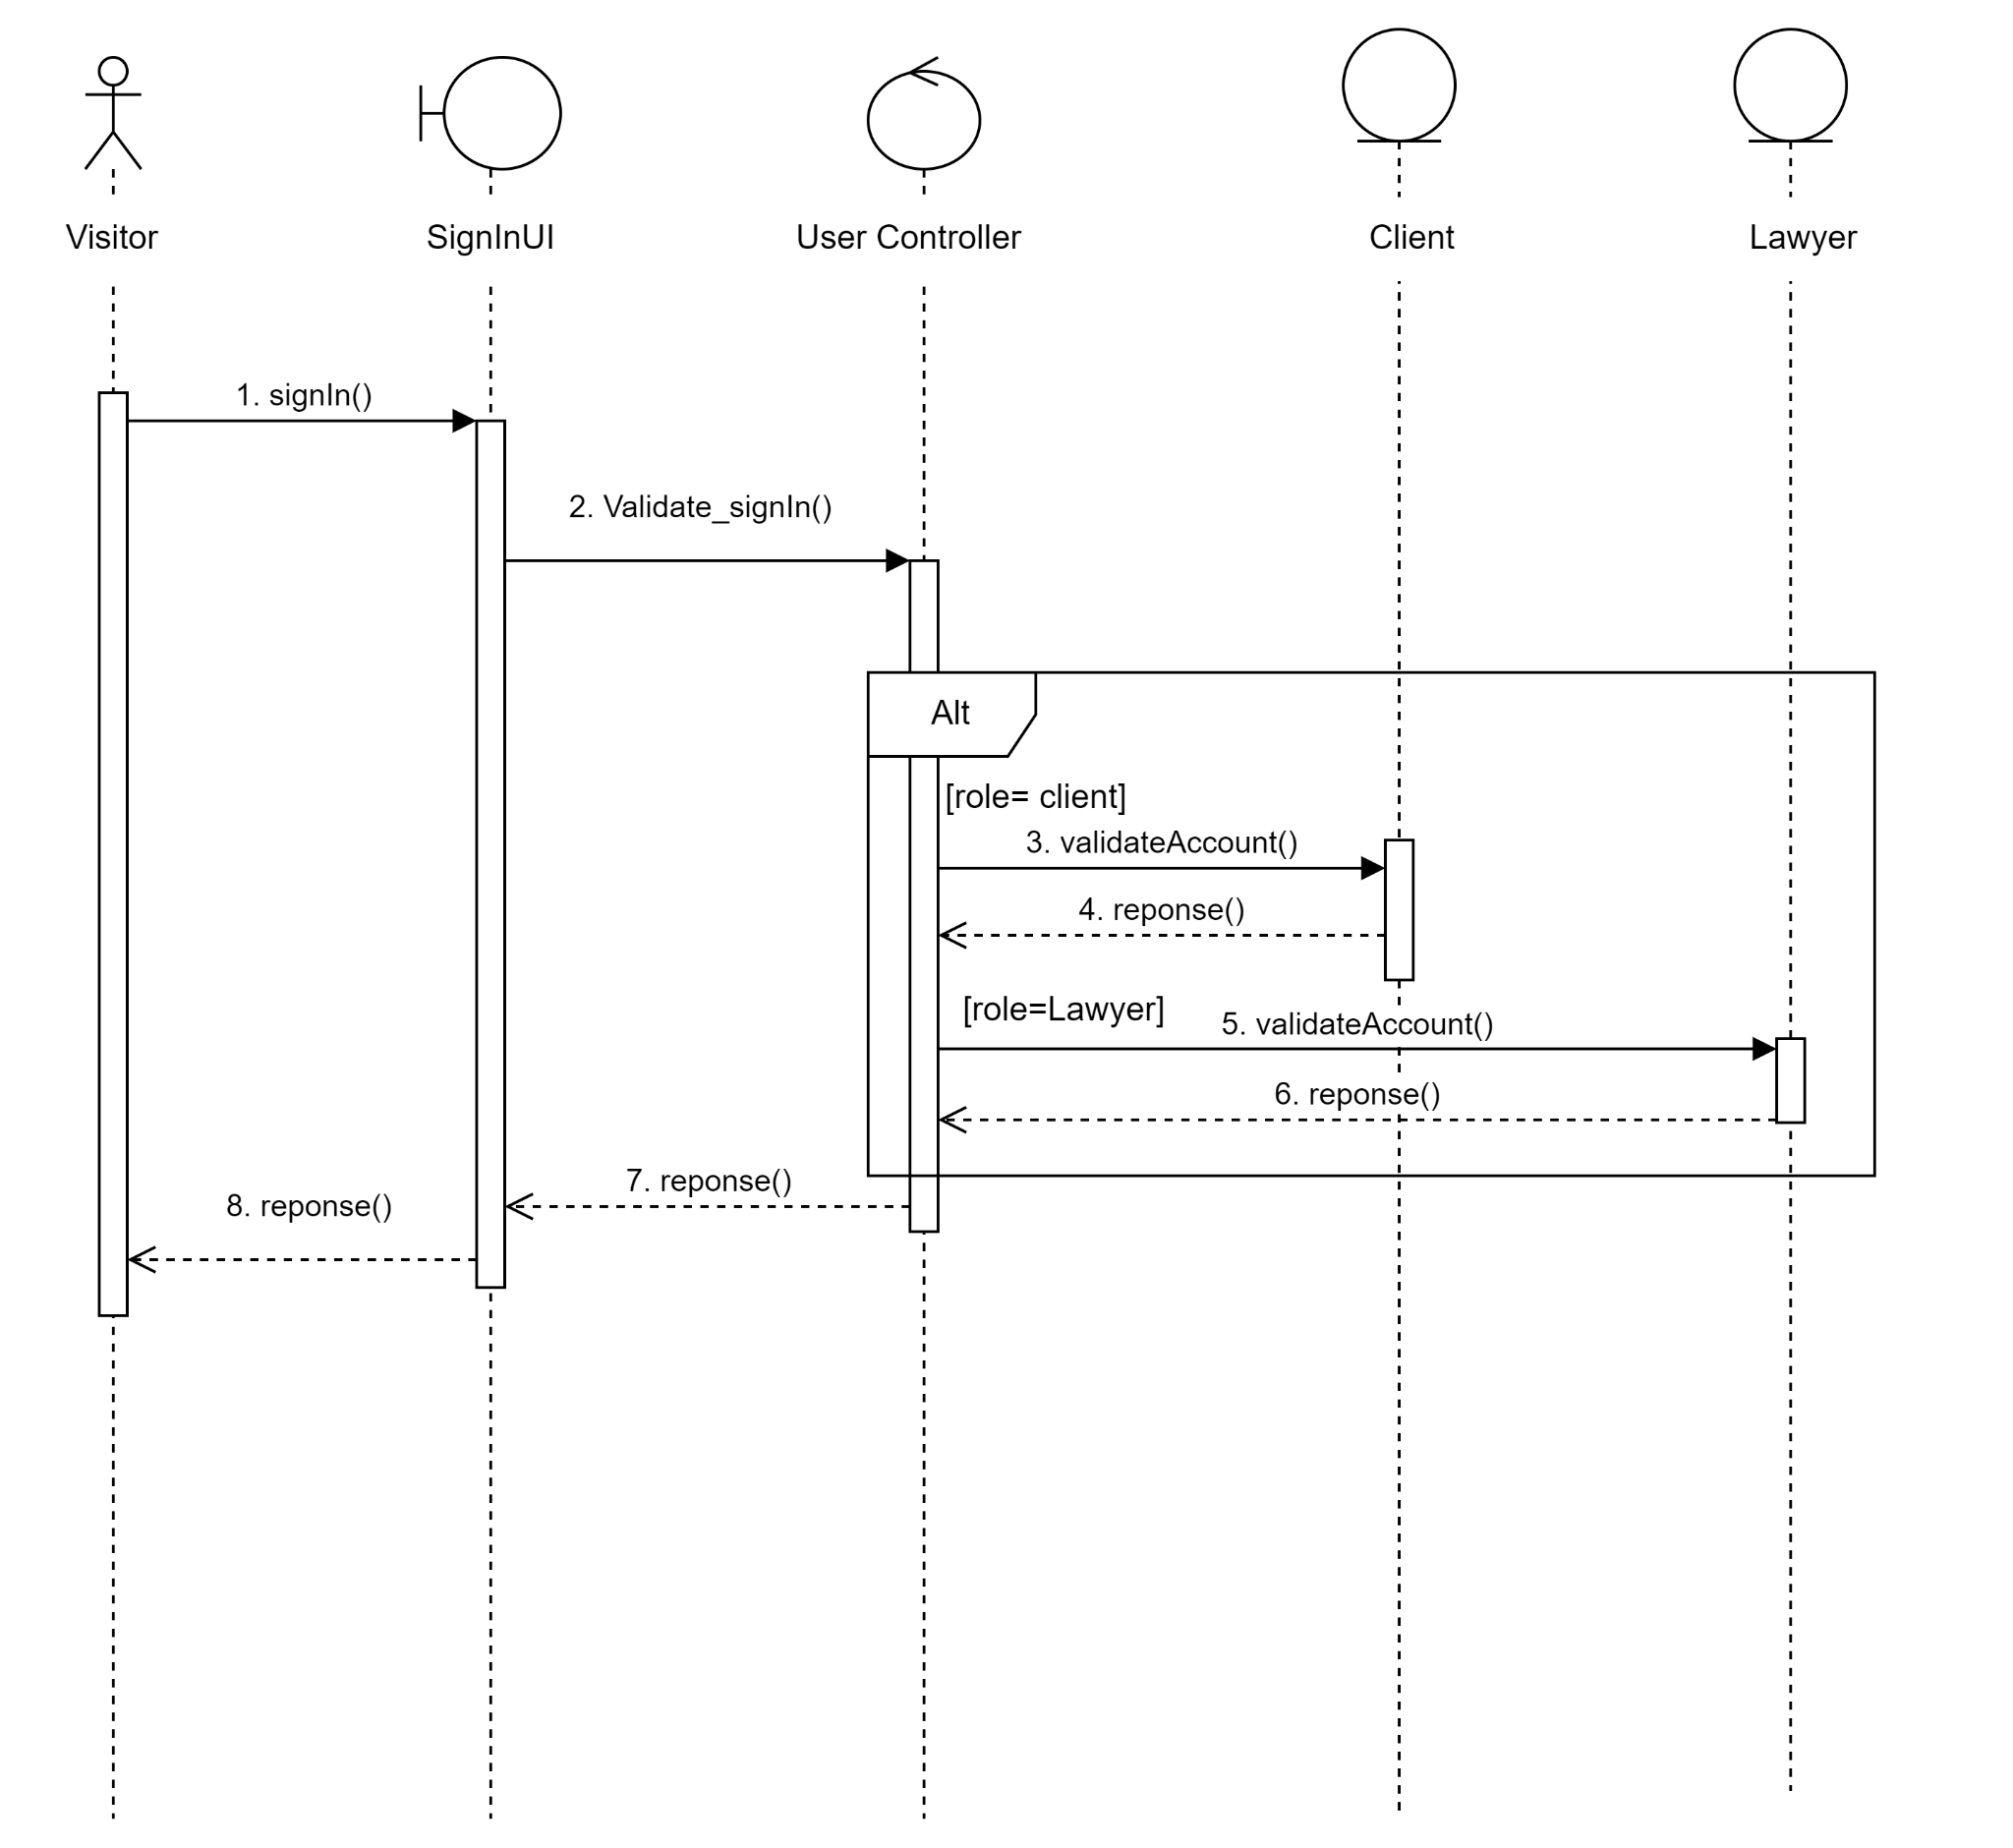 Visitor
SignInUI
User Controller
Client
Lawyer
1. signIn()
2. Validate_signIn()
Alt
[role= client]
3. validateAccount()
4. reponse()
[role=Lawyer]
5. validateAccount()
6. reponse()
7. reponse()
8. reponse()